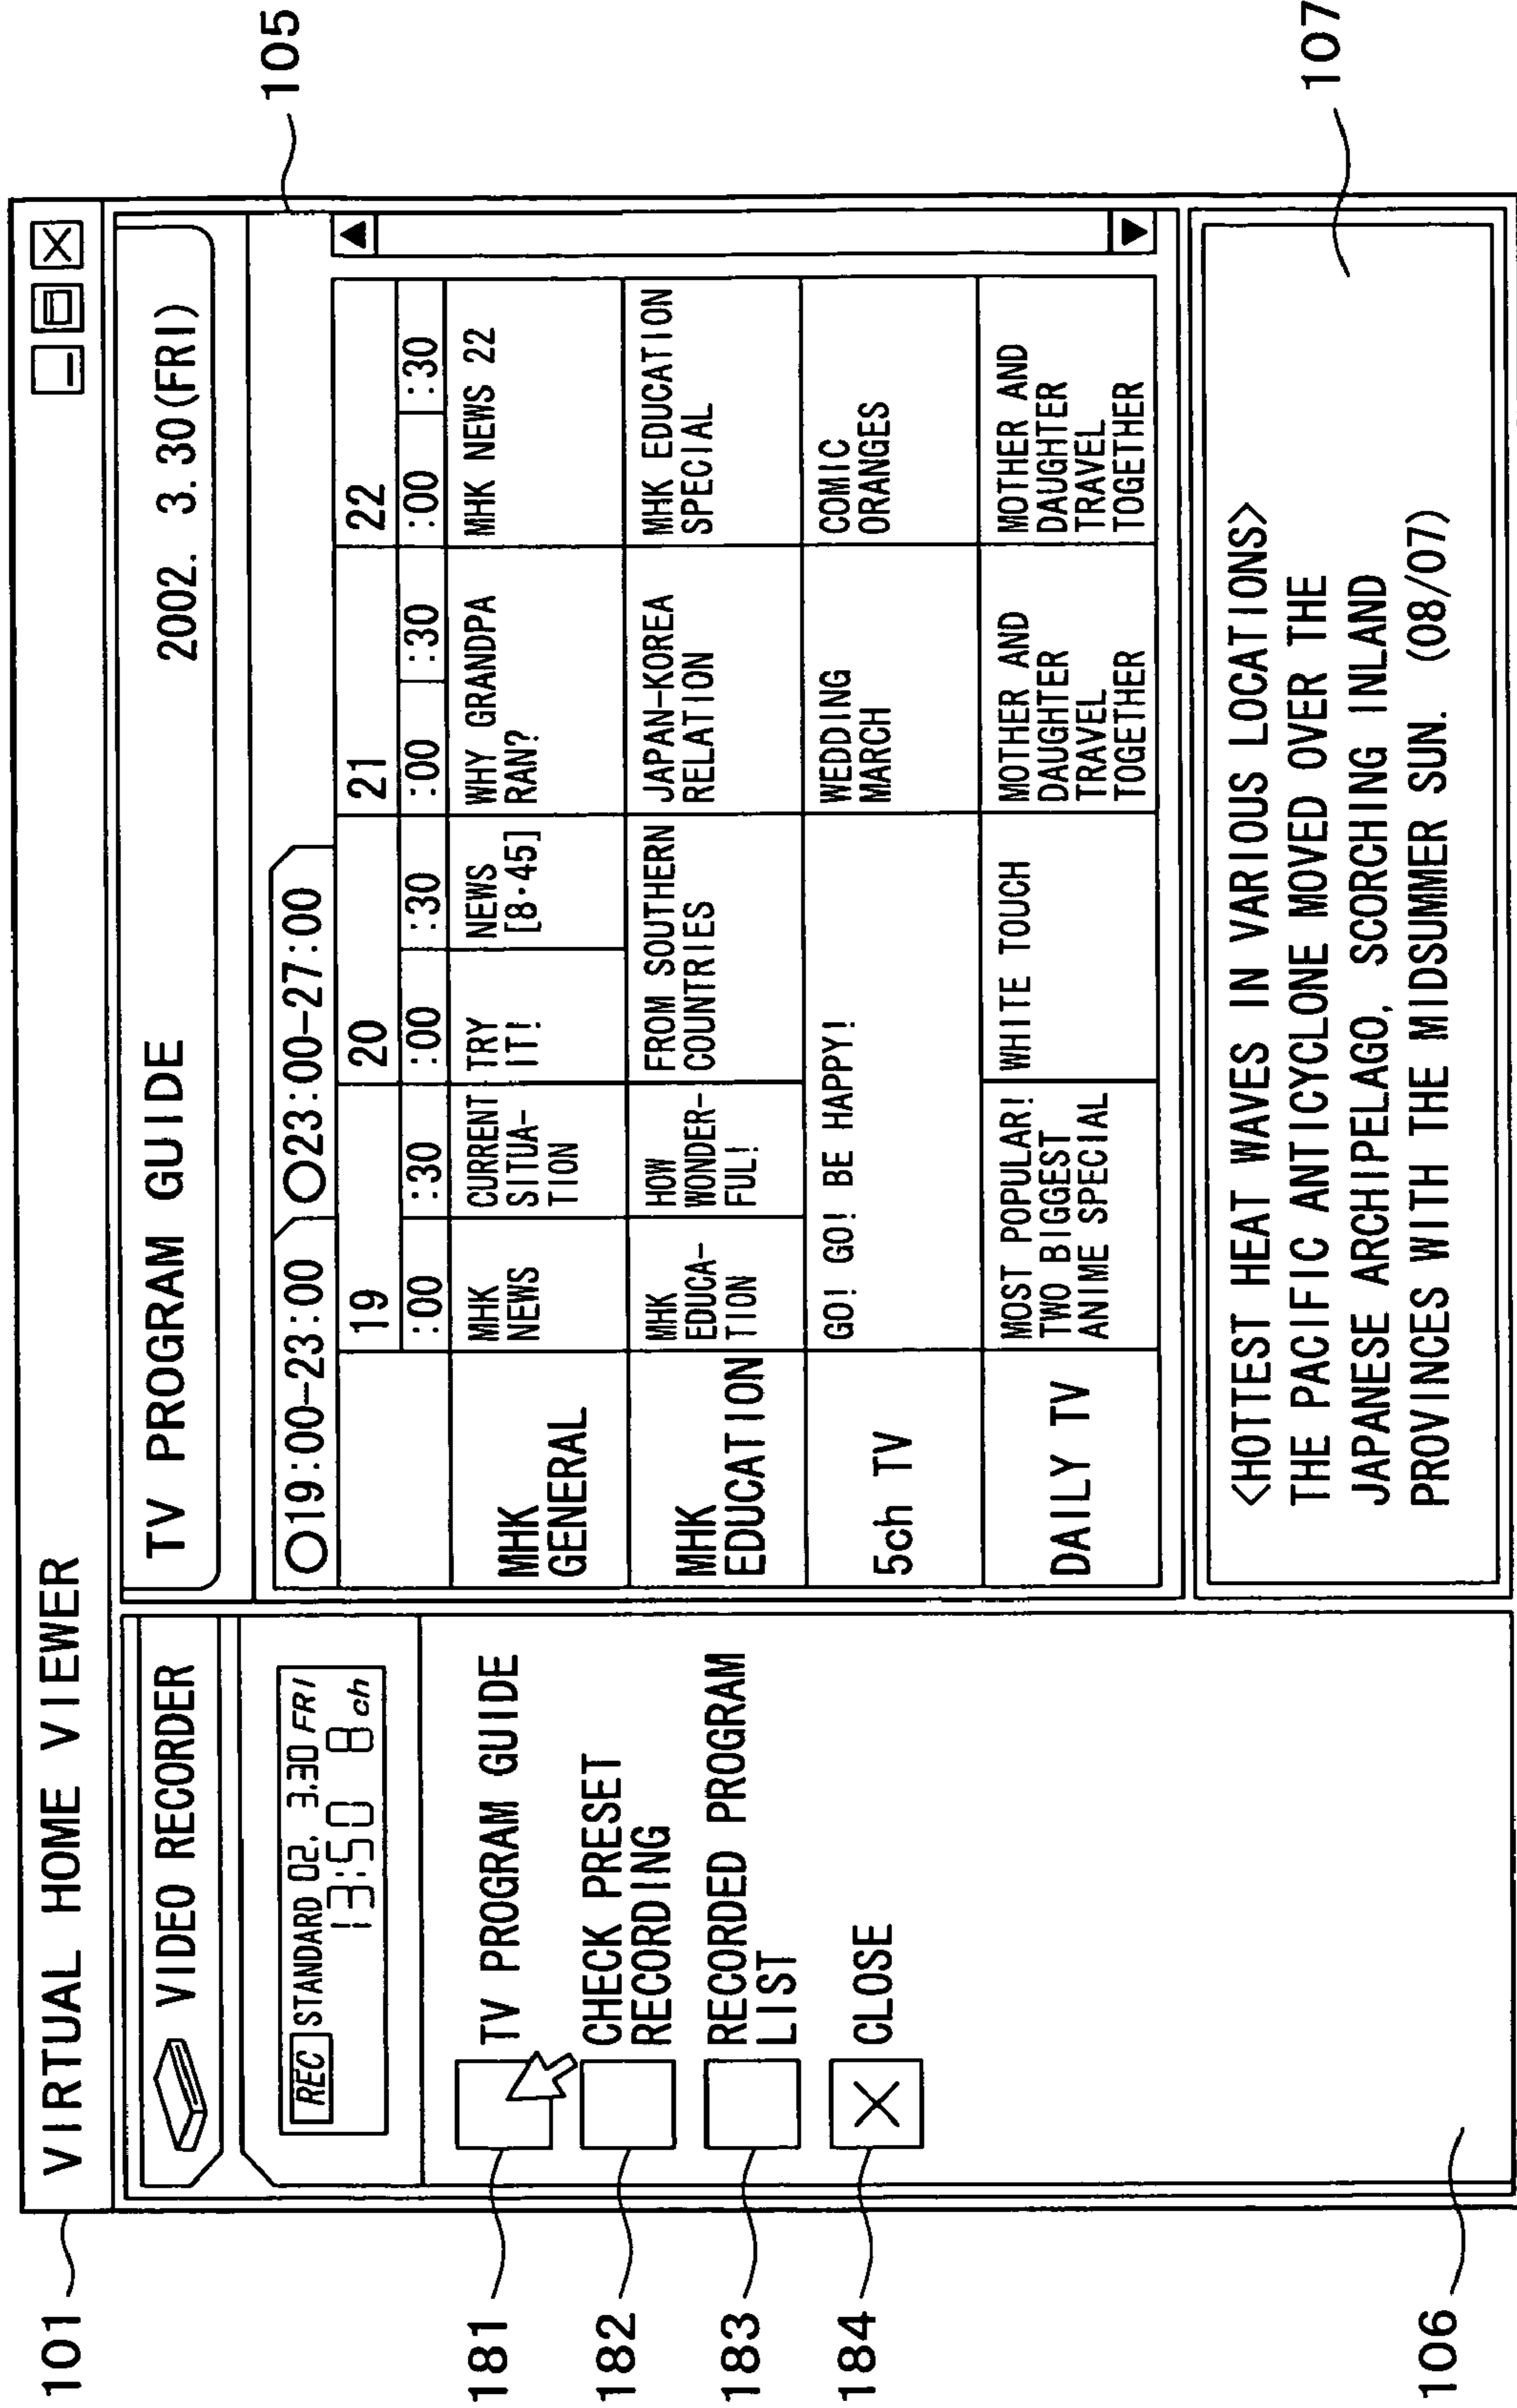 101
VIRTUAL HOME VIEWER
VIDEO RECORDER
REC STANDARD 02. 3.30 FRI
13:50 8ch
181
TV PROGRAM GUIDE
182
CHECK PRESET
RECORDING
183
RECORDED PROGRAM
LIST
184
CLOSE
106
TV PROGRAM GUIDE 2002. 3.30(FRI)
105
19:00-23:00 23:00-27:00
19 20 21 22
:00 :30 :00 :30 :00 :30 :00 :30
MHK
GENERAL
MHK
NEWS
CURRENT
SITUA-
TION
TRY
IT!
NEWS
[8·45]
WHY GRANDPA
RAN?
MHK NEWS 22
MHK
EDUCATION
MHK
EDUCA-
TION
HOW
WONDER-
FUL!
FROM SOUTHERN
COUNTRIES
JAPAN-KOREA
RELATION
MHK EDUCATION
SPECIAL
5ch TV
GO! GO! BE HAPPY!
WEDDING
MARCH
COMIC
ORANGES
DAILY TV
MOST POPULAR!
TWO BIGGEST
ANIME SPECIAL
WHITE TOUCH
MOTHER AND
DAUGHTER
TRAVEL
TOGETHER
MOTHER AND
DAUGHTER
TRAVEL
TOGETHER
107
<HOTTEST HEAT WAVES IN VARIOUS LOCATIONS>
THE PACIFIC ANTICYCLONE MOVED OVER THE
JAPANESE ARCHIPELAGO, SCORCHING INLAND
PROVINCES WITH THE MIDSUMMER SUN. (08/07)